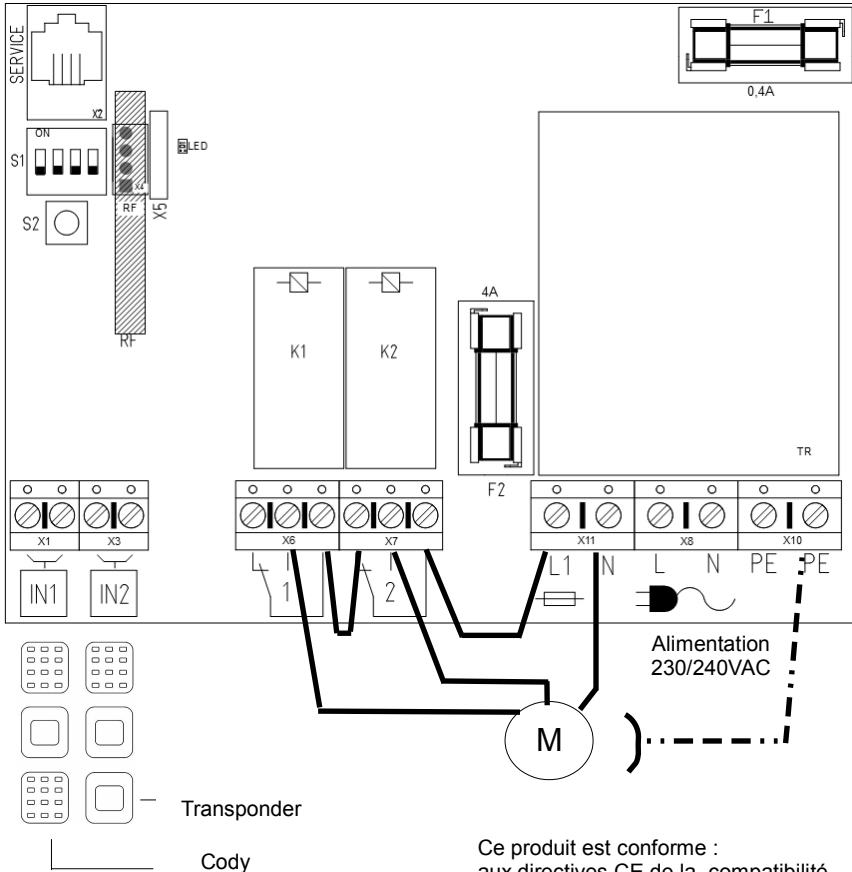 SERVICE
X2
F1
0,4A
ON
S1
X4
LED
RF
X5
S2
RF
K1 K2
4A
TR
F2
X1 X3 X6 X7 X11 X8 X10
L1 N L N PE PE
IN1 IN2 1 2
Alimentation
230/240VAC
M
Transponder
Cody
Ce produit est conforme :
aux directives CE de la compatibilité